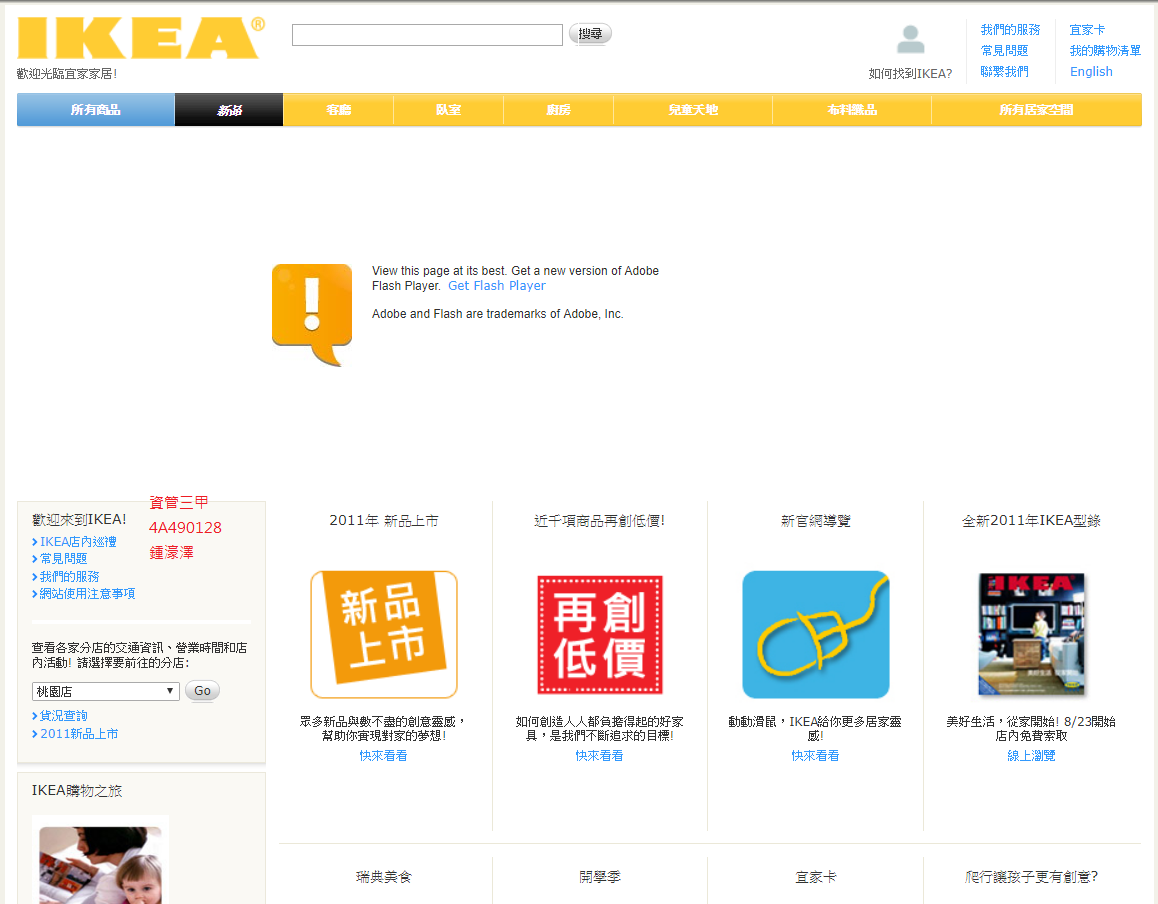 IKEA®
搜尋
歡迎光臨宜家家居!
如何找到IKEA?
我們的服務
常見問題
聯繫我們
宜家卡
我的購物清單
English
所有商品
新品
客廳
臥室
廚房
兒童天地
布料織品
所有居家空間
View this page at its best. Get a new version of Adobe
Flash Player. Get Flash Player
Adobe and Flash are trademarks of Adobe, Inc.
資管三甲
4A490128
鍾濠澤
歡迎來到IKEA!
IKEA店內巡禮
常見問題
我們的服務
網站使用注意事項
查看各家分店的交通資訊、營業時間和店
內活動! 請選擇要前往的分店:
桃園店
Go
貨況查詢
2011新品上市
IKEA購物之旅
2011年 新品上市
新品
上市
眾多新品與數不盡的創意靈感，
幫助你實現對家的夢想!
快來看看
近千項商品再創低價!
再創
低價
如何創造人人都負擔得起的好家
具，是我們不斷追求的目標!
快來看看
新官網導覽
動動滑鼠，IKEA給你更多居家靈
感!
快來看看
全新2011年IKEA型錄
IKEA
美好生活，從家開始! 8/23開始
店內免費索取
線上瀏覽
瑞典美食
開學季
宜家卡
爬行讓孩子更有創意?